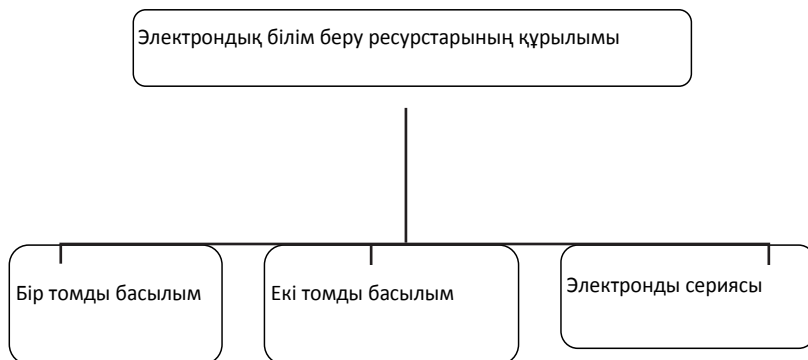 Электрондық білім беру ресурстарының құрылымы
Бір томды басылым
Екі томды басылым
Электронды сериясы